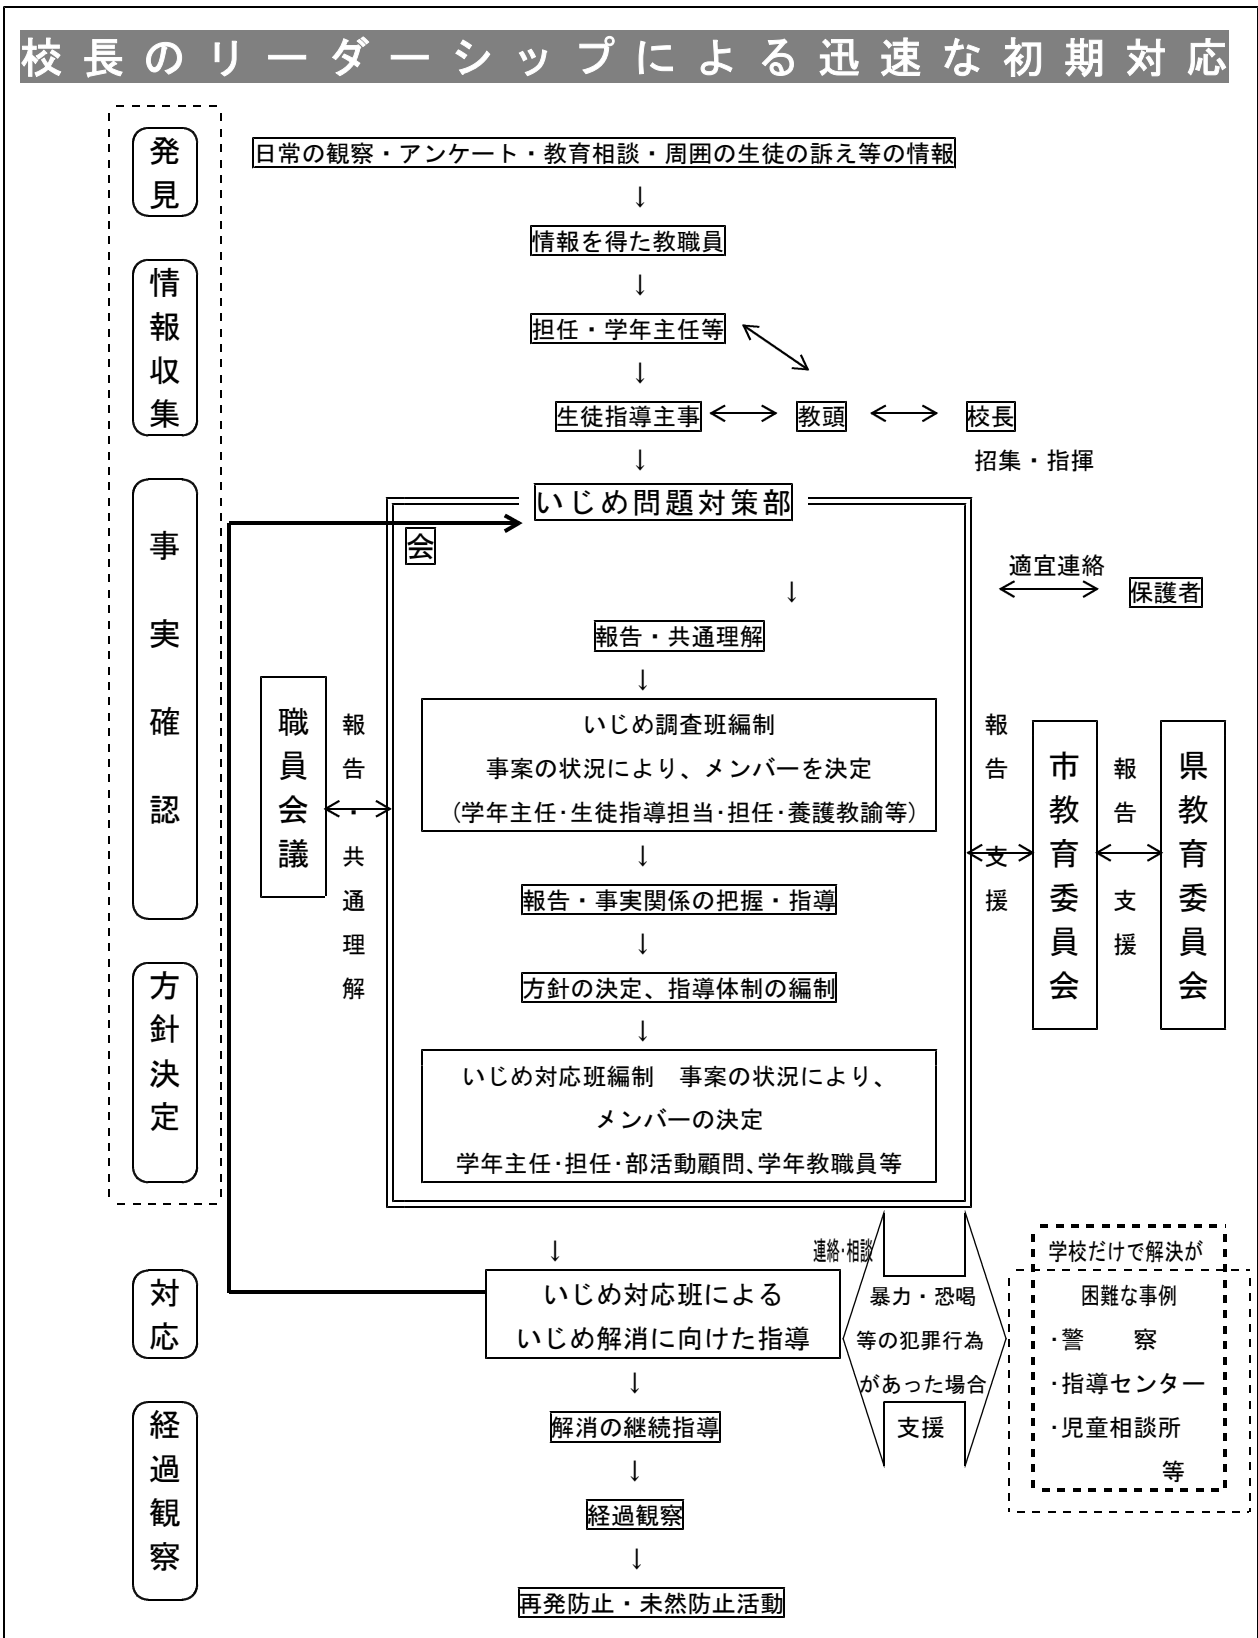 校長のリーダーシップによる迅速な初期対応
発見
日常の観察・アンケート・教育相談・周囲の生徒の訴え等の情報
↓
情報を得た教職員
↓
情報収集
担任・学年主任等
↓
生徒指導主事
教頭
校長
↓
招集・指揮
事実確認
いじめ問題対策部
会
適宜連絡
保護者
↓
報告・共通理解
↓
職員会議
報告・共通理解
いじめ調査班編制
事案の状況により、メンバーを決定
(学年主任・生徒指導担当・担任・養護教諭等)
報告
支援
市教育委員会
報告
支援
県教育委員会
↓
報告・事実関係の把握・指導
↓
方針決定
方針の決定、指導体制の編制
↓
いじめ対応班編制 事案の状況により、
メンバーの決定
学年主任・担任・部活動顧問、学年教職員等
↓
連絡・相談
対応
いじめ対応班による
いじめ解消に向けた指導
暴力・恐喝
等の犯罪行為
があった場合
支援
学校だけで解決が
困難な事例
・警 察
・指導センター
・児童相談所
等
↓
経過観察
解消の継続指導
↓
経過観察
↓
再発防止・未然防止活動